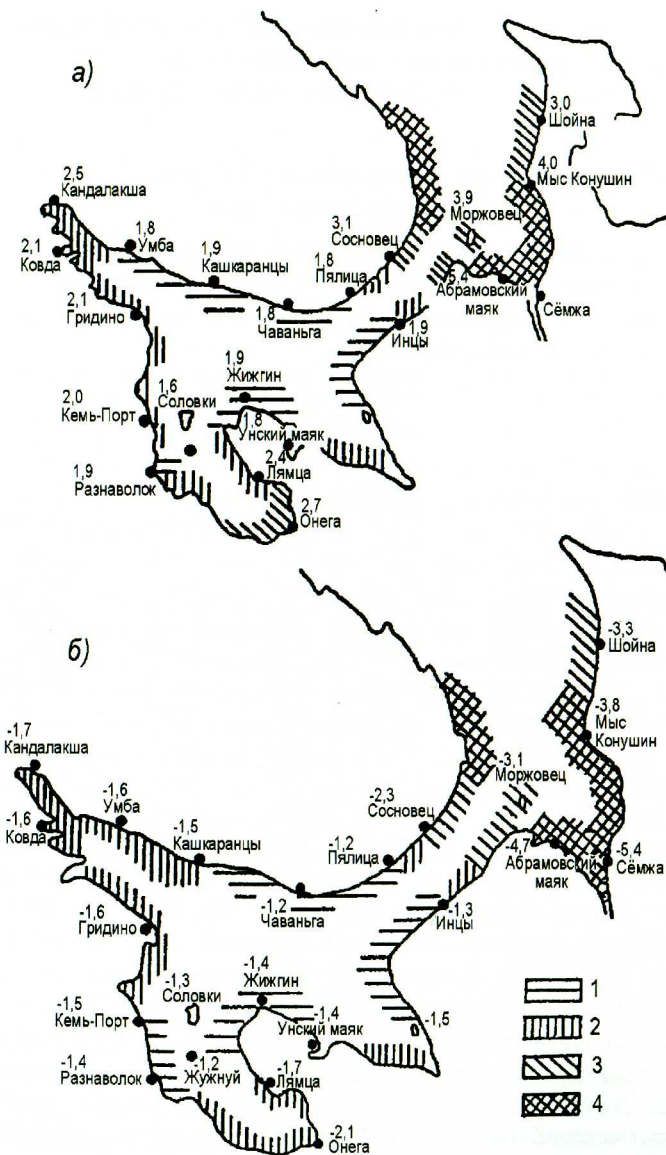 а)
3,0
Шойна
4,0
Мыс Конушин
3,9
Моржовец
3,1
Сосновец
5,4
Абрамовский
маяк
Сёмжа
2,5
Кандалакша
1,8
Умба
2,1
Ковда
1,9
Кашкаранцы
1,8
Пялица
2,1
Гридино
1,8
Чаваньга
1,9
Инцы
1,9
Жижгин
1,6
Соловки
2,0
Кемь-Порт
1,8
Унский маяк
2,4
Лямца
1,9
Разнаволок
2,7
Онега
б)
-3,3
Шойна
-3,8
Мыс
Конушин
-3,1
Моржовец
-2,3
Сосновец
-4,7
Абрамовский
маяк
-5,4
Сёмжа
-1,7
Кандалакша
-1,6
Умба
-1,6
Ковда
-1,5
Кашкаранцы
-1,2
Пялица
-1,2
Чаваньга
-1,3
Инцы
-1,6
Гридино
-1,4
Жижгин
-1,3
Соловки
-1,5
Кемь-Порт
-1,4
Унский маяк
-1,5
-1,4
Разнаволок
-1,2
Жужнуй
-1,7
Лямца
-2,1
Онега
1
2
3
4